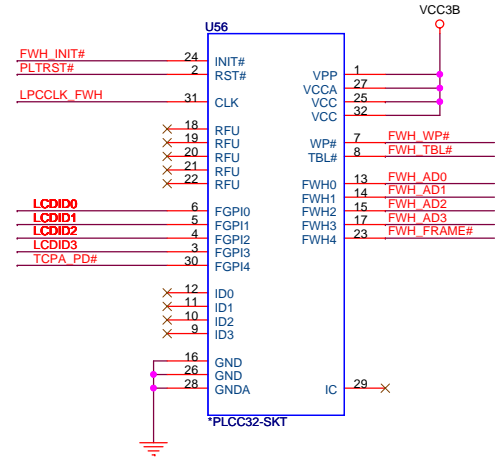 VCC3B
U56
FWH_INIT# 24 INIT#
PLTRST# 2 RST#
LPCCLK_FWH 31 CLK
18 RFU
19 RFU
20 RFU
21 RFU
22 RFU
LCDID0 6 FGPI0
LCDID1 5 FGPI1
LCDID2 4 FGPI2
LCDID3 3 FGPI3
TCPA_PD# 30 FGPI4
12 ID0
11 ID1
10 ID2
9 ID3
16 GND
26 GND
28 GNDA
VPP 1
VCCA 27
VCC 25
VCC 32
WP# 7 FWH_WP#
TBL# 8 FWH_TBL#
FWH0 13 FWH_AD0
FWH1 14 FWH_AD1
FWH2 15 FWH_AD2
FWH3 17 FWH_AD3
FWH4 23 FWH_FRAME#
IC 29
*PLCC32-SKT